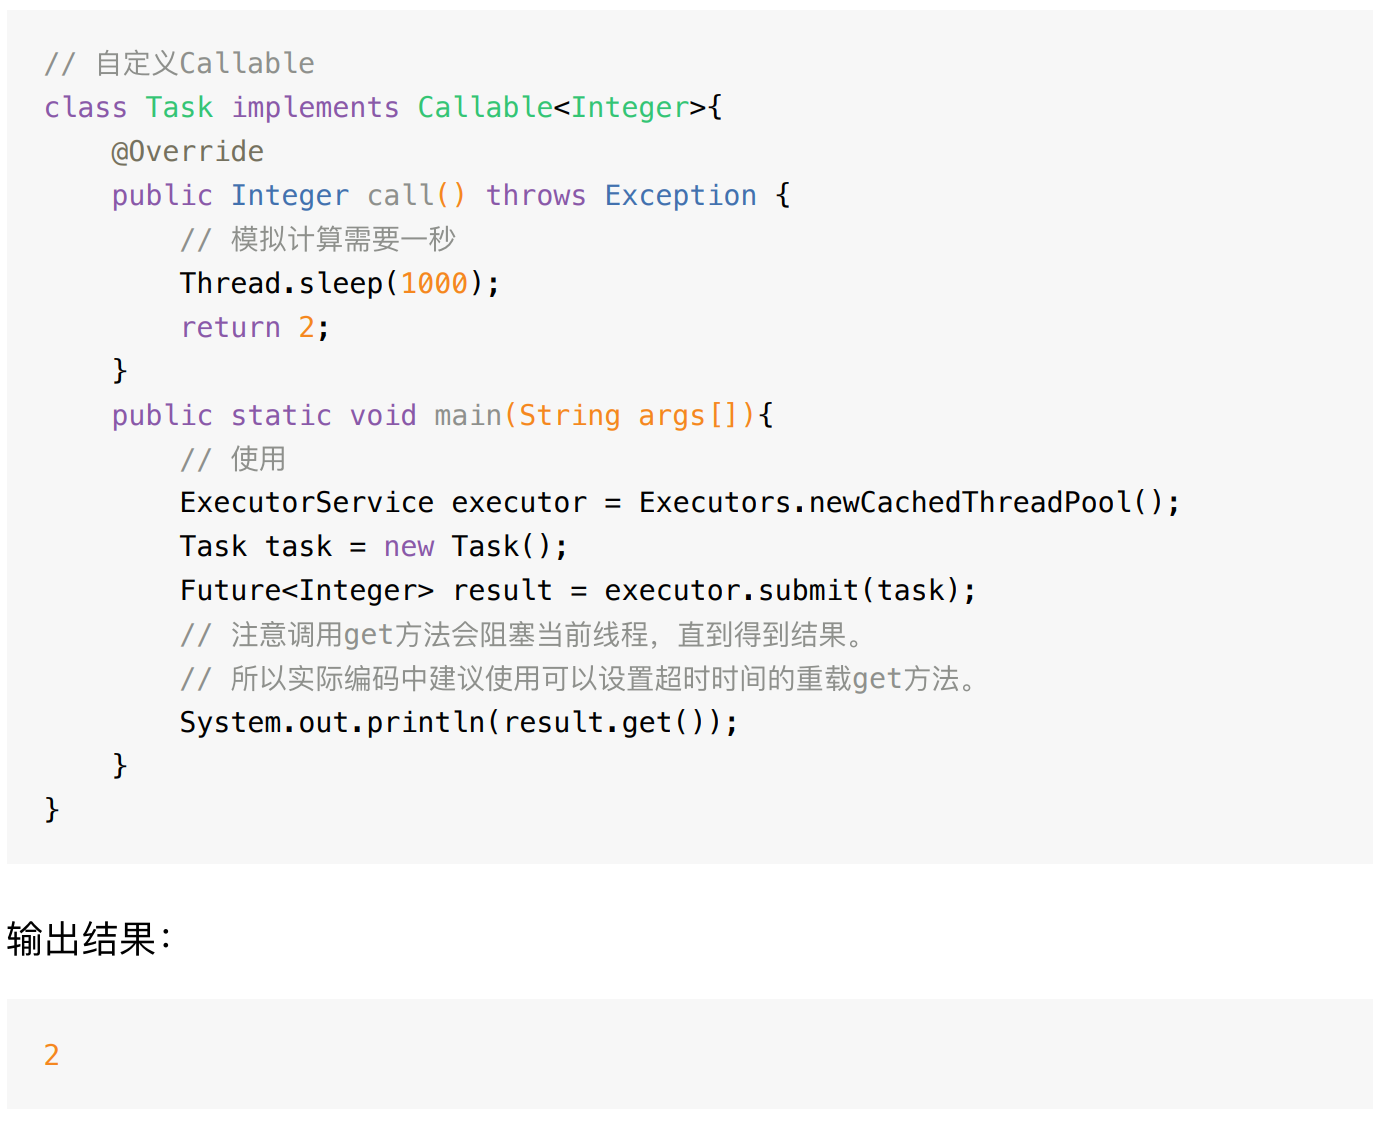 // 自定义Callable
class Task implements Callable<Integer>{
    @Override
    public Integer call() throws Exception {
        // 模拟计算需要一秒
        Thread.sleep(1000);
        return 2;
    }
    public static void main(String args[]){
        // 使用
        ExecutorService executor = Executors.newCachedThreadPool();
        Task task = new Task();
        Future<Integer> result = executor.submit(task);
        // 注意调用get方法会阻塞当前线程，直到得到结果。
        // 所以实际编码中建议使用可以设置超时时间的重载get方法。
        System.out.println(result.get());
    }
}
输出结果：
2